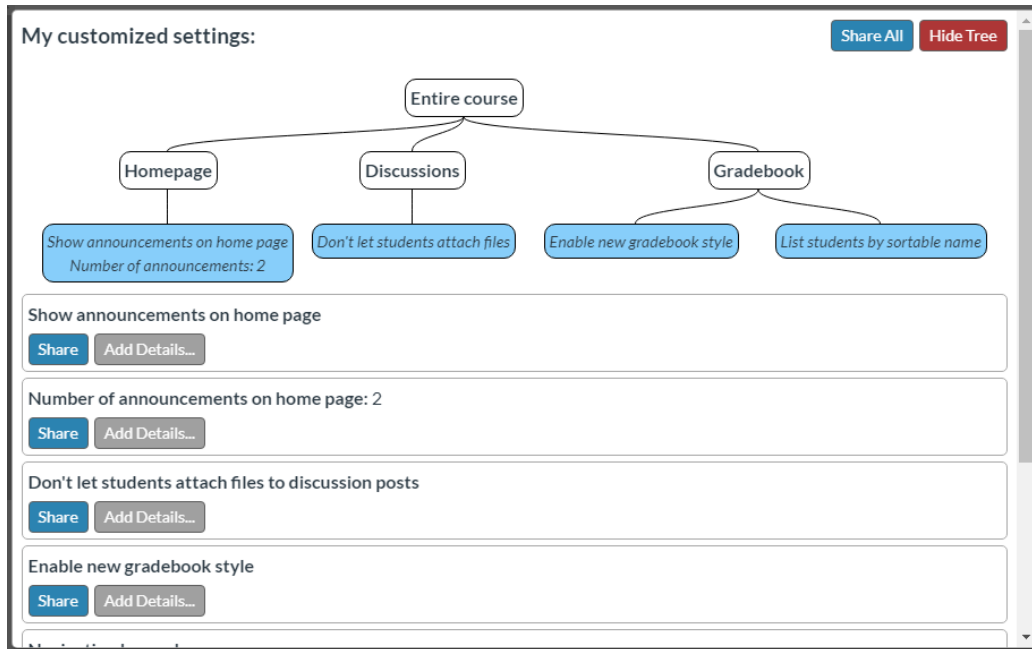 My customized settings:
Share All
Hide Tree
Entire course
Homepage
Discussions
Gradebook
Show announcements on home page
Number of announcements: 2
Don't let students attach files
Enable new gradebook style
List students by sortable name
Show announcements on home page
Share
Add Details...
Number of announcements on home page: 2
Share
Add Details...
Don't let students attach files to discussion posts
Share
Add Details...
Enable new gradebook style
Share
Add Details...